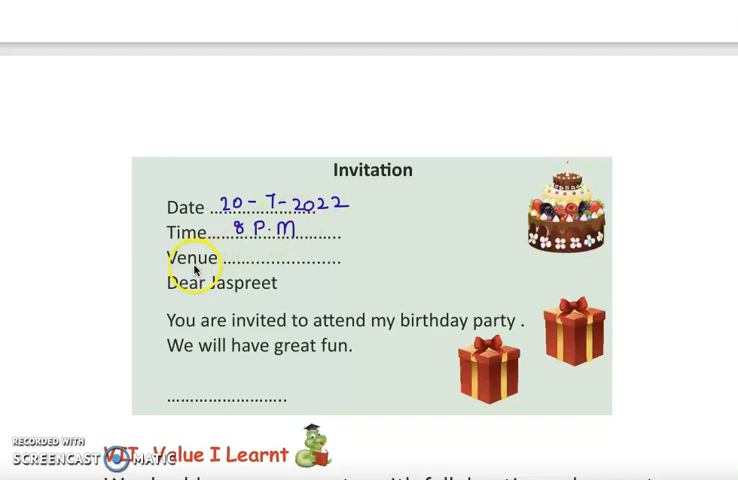 Invitation
Date ......20-7-2022
Time......8 P.M......
Venue ..........................
Dear Jaspreet
You are invited to attend my birthday party .
We will have great fun.
..........................
RECORDED WITH
SCREENCAST MATIC
VII. Value I Learnt